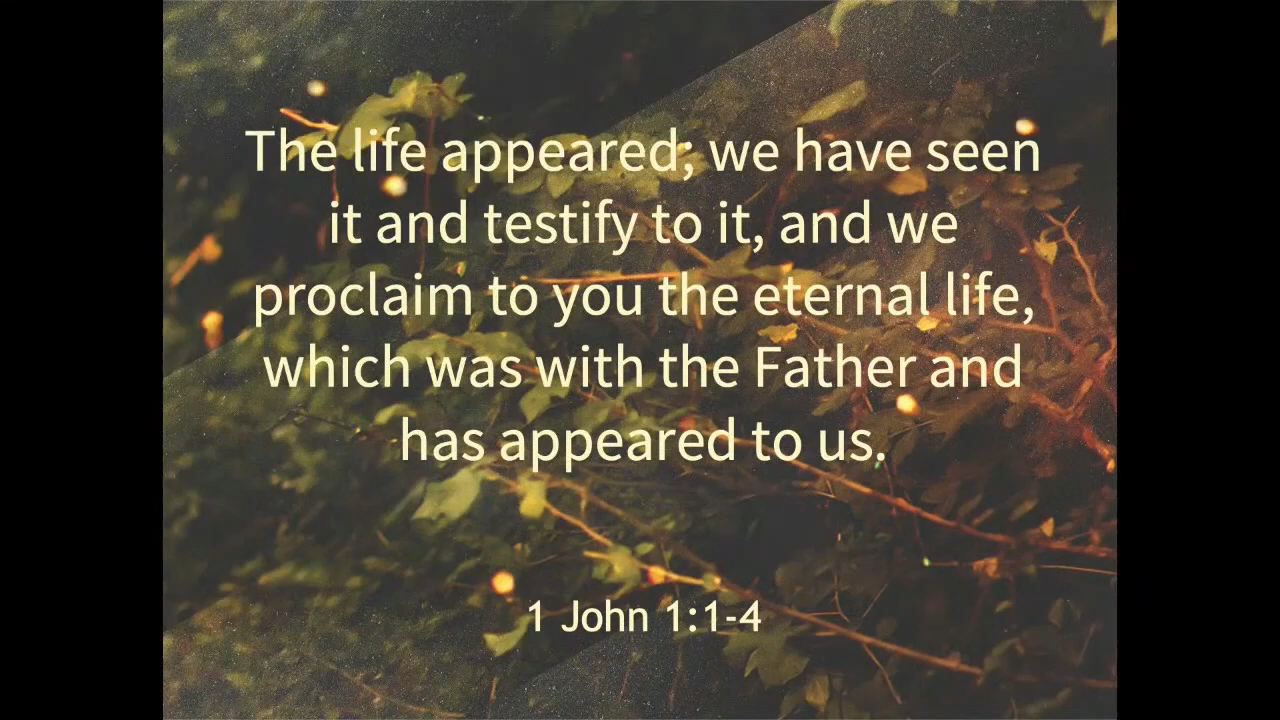 The life appeared; we have seen
it and testify to it, and we
proclaim to you the eternal life,
which was with the Father and
has appeared to us.
1 John 1:1-4